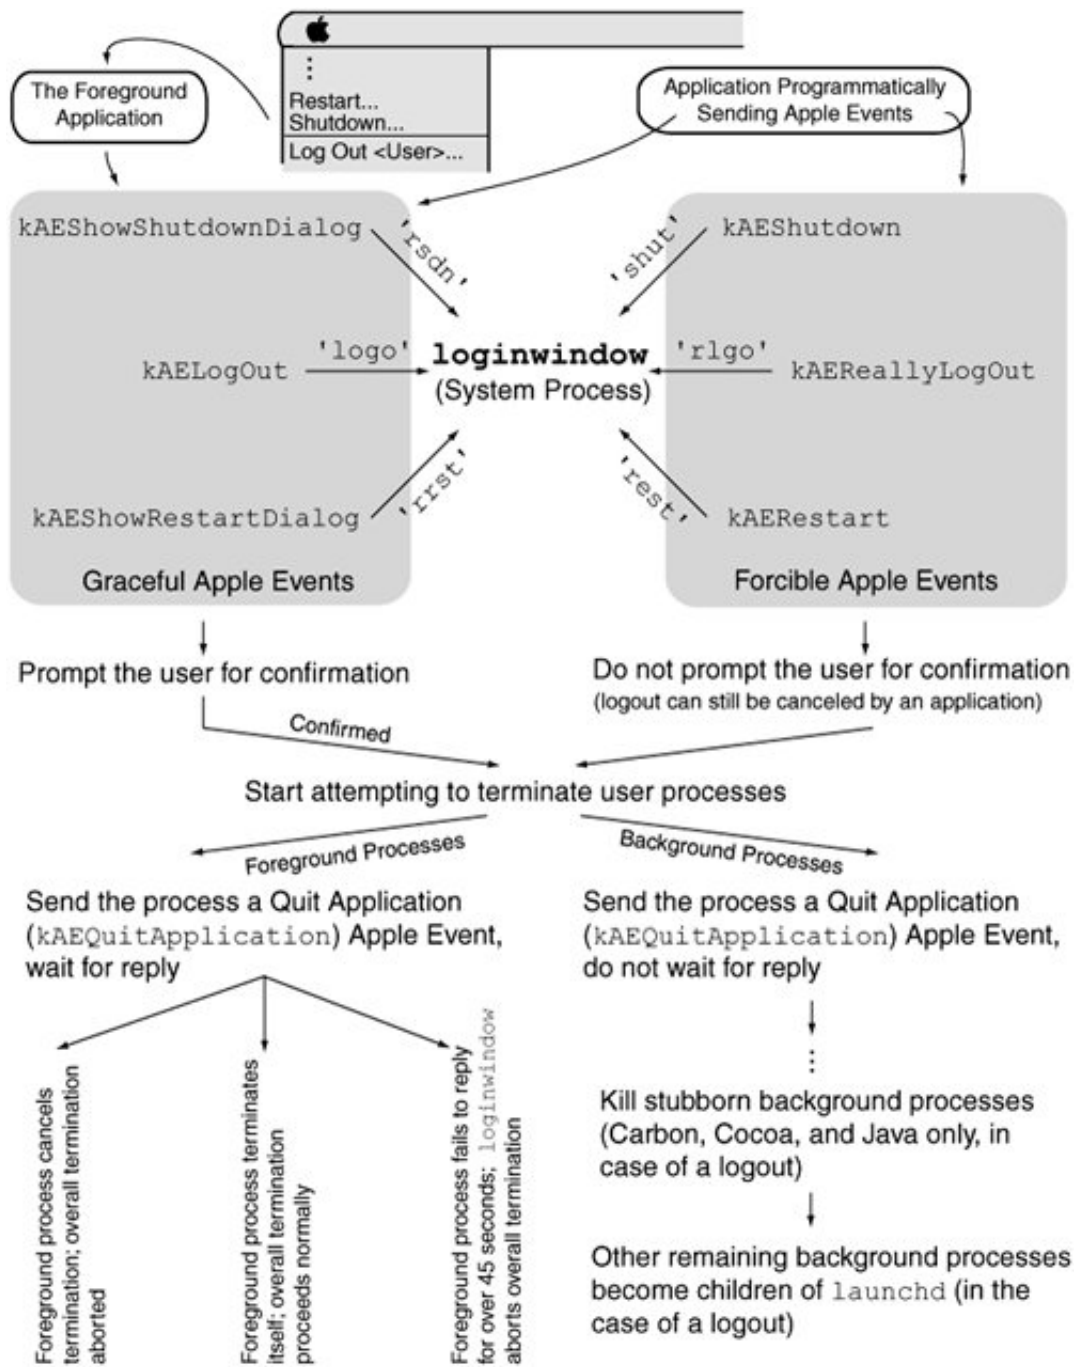 The Foreground
Application
⋮
Restart...
Shutdown...
Log Out <User>...
Application Programmatically
Sending Apple Events
kAEShowShutdownDialog
'rsdn'
'shut'
kAEShutdown
kAELogOut
'logo'
loginwindow
(System Process)
'rlgo'
kAEReallyLogOut
kAEShowRestartDialog
'rrst'
'rest'
kAERestart
Graceful Apple Events
Forcible Apple Events
Prompt the user for confirmation
Do not prompt the user for confirmation
(logout can still be canceled by an application)
Confirmed
Start attempting to terminate user processes
Foreground Processes
Background Processes
Send the process a Quit Application
(kAEQuitApplication) Apple Event,
wait for reply
Send the process a Quit Application
(kAEQuitApplication) Apple Event,
do not wait for reply
Foreground process cancels
termination; overall termination
aborted
Foreground process terminates
itself; overall termination
proceeds normally
Foreground process fails to reply
for over 45 seconds; loginwindow
aborts overall termination
⋮
Kill stubborn background processes
(Carbon, Cocoa, and Java only, in
case of a logout)
Other remaining background processes
become children of launchd (in the
case of a logout)